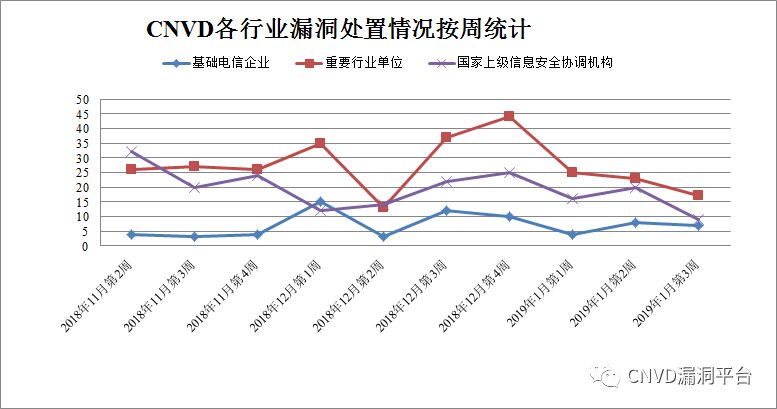 CNVD各行业漏洞处置情况按周统计
基础电信企业 重要行业单位 国家上级信息安全协调机构
50
45
40
35
30
25
20
15
10
5
0
2018年11月第2周
2018年11月第3周
2018年11月第4周
2018年12月第1周
2018年12月第2周
2018年12月第3周
2018年12月第4周
2019年1月第1周
2019年1月第2周
2019年1月第3周
CNVD漏洞平台